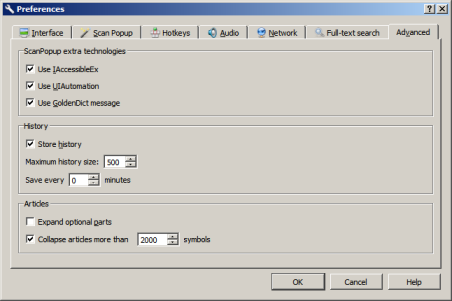 Preferences
Interface Scan Popup Hotkeys Audio Network Full-text search Advanced
ScanPopup extra technologies
Use IAccessibleEx
Use UIAutomation
Use GoldenDict message
History
Store history
Maximum history size: 500
Save every 0 minutes
Articles
Expand optional parts
Collapse articles more than 2000 symbols
OK Cancel Help